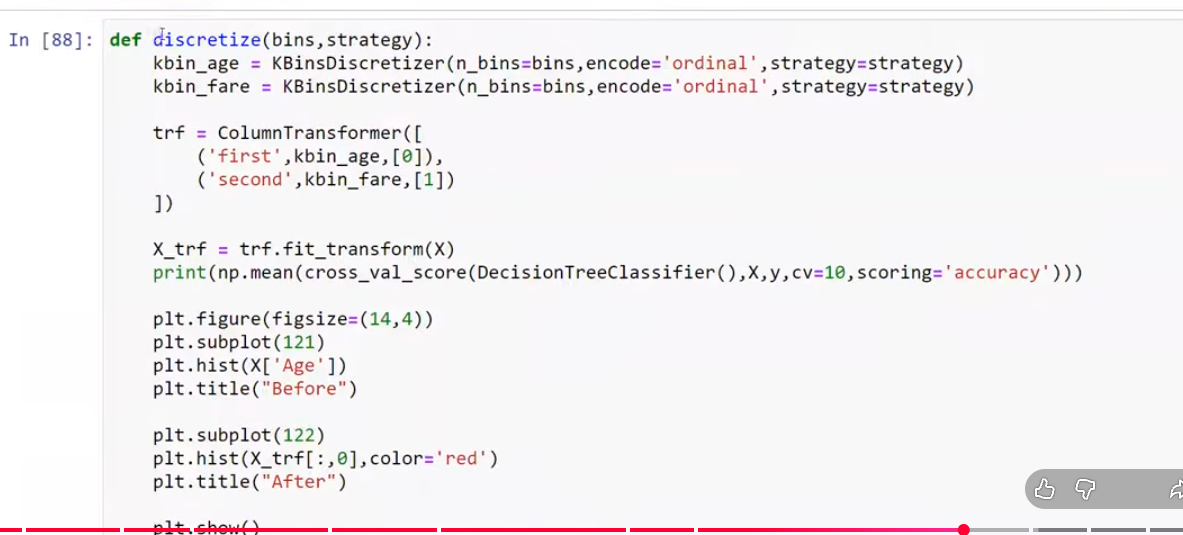 In [88]: def discretize(bins,strategy):
kbin_age = KBinsDiscretizer(n_bins=bins,encode='ordinal',strategy=strategy)
kbin_fare = KBinsDiscretizer(n_bins=bins,encode='ordinal',strategy=strategy)
trf = ColumnTransformer([
('first',kbin_age,[0]),
('second',kbin_fare,[1])
])
X_trf = trf.fit_transform(X)
print(np.mean(cross_val_score(DecisionTreeClassifier(),X,y,cv=10,scoring='accuracy')))
plt.figure(figsize=(14,4))
plt.subplot(121)
plt.hist(X['Age'])
plt.title("Before")
plt.subplot(122)
plt.hist(X_trf[:,0],color='red')
plt.title("After")
plt.show()